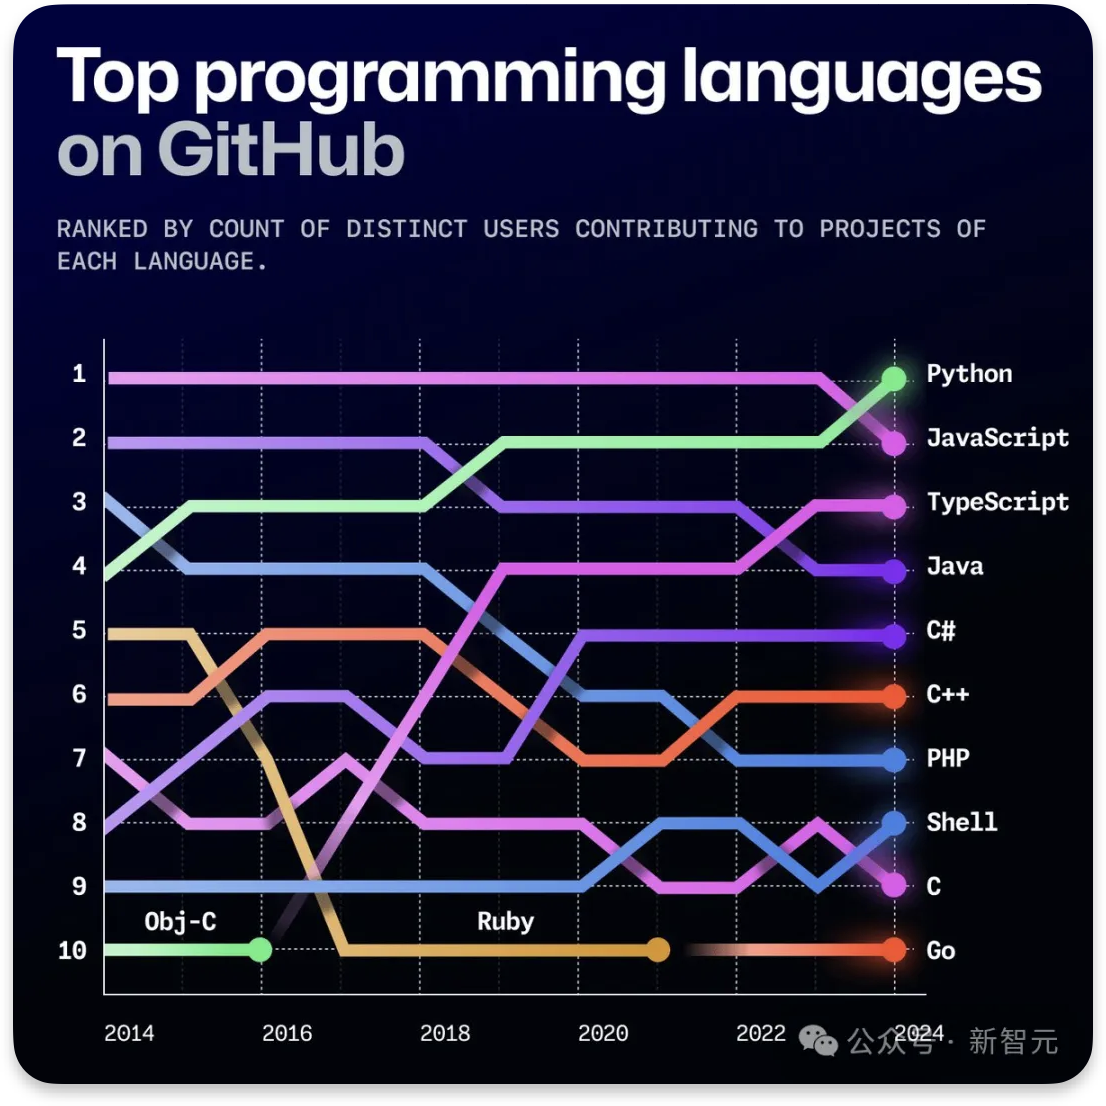 Top programming languages
on GitHub
RANKED BY COUNT OF DISTINCT USERS CONTRIBUTING TO PROJECTS OF
EACH LANGUAGE.
1
Python
2
JavaScript
3
TypeScript
4
Java
5
C#
6
C++
7
PHP
8
Shell
9
C
Obj-C
Ruby
10
Go
2014
2016
2018
2020
2022
2024
公众号 · 新智元